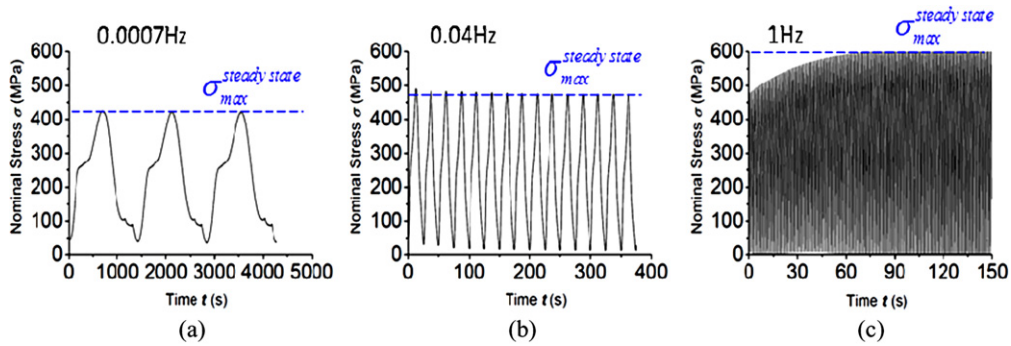 0.0007Hz
σ max steady state
Nominal Stress σ (MPa)
600
500
400
300
200
100
0
0 1000 2000 3000 4000 5000
Time t (s)
(a)
0.04Hz
σ max steady state
Nominal Stress σ (MPa)
600
500
400
300
200
100
0
0 100 200 300 400
Time t (s)
(b)
1Hz
σ max steady state
Nominal Stress σ (MPa)
600
500
400
300
200
100
0
0 30 60 90 120 150
Time t (s)
(c)